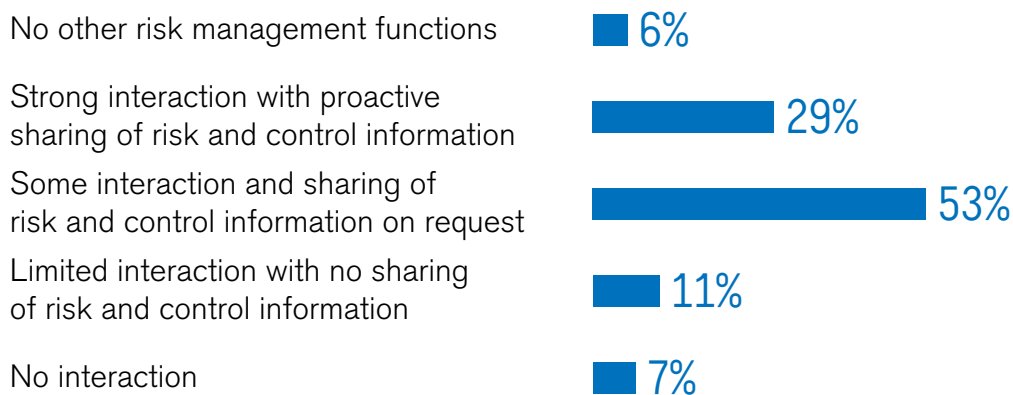 No other risk management functions
6%
Strong interaction with proactive
sharing of risk and control information
29%
Some interaction and sharing of
risk and control information on request
53%
Limited interaction with no sharing
of risk and control information
11%
No interaction
7%